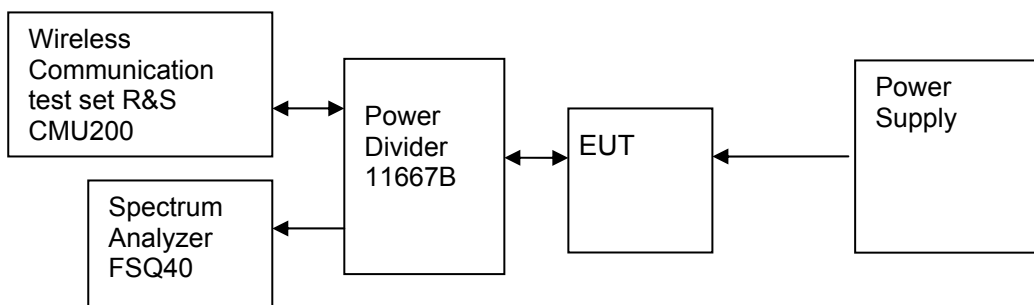 Wireless
Communication
test set R&S
CMU200
Power
Divider
11667B
EUT
Power
Supply
Spectrum
Analyzer
FSQ40